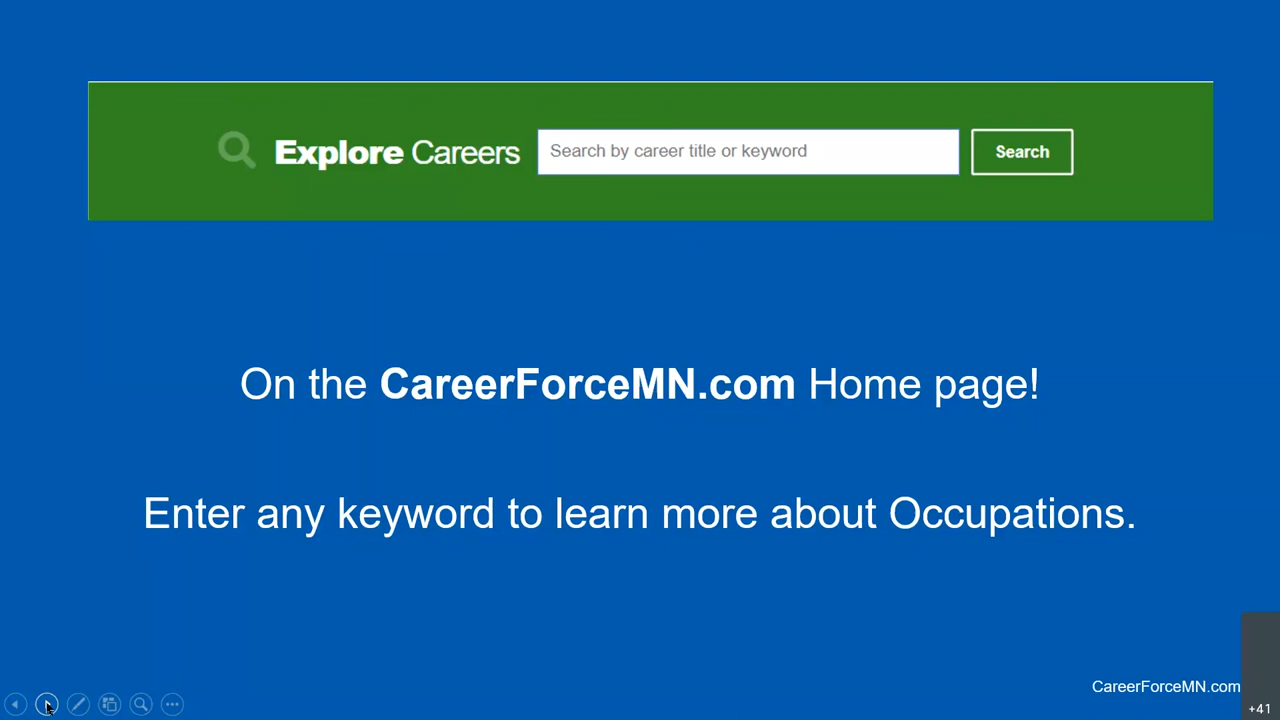 Explore Careers Search by career title or keyword Search
On the CareerForceMN.com Home page!
Enter any keyword to learn more about Occupations.
CareerForceMN.com
+41